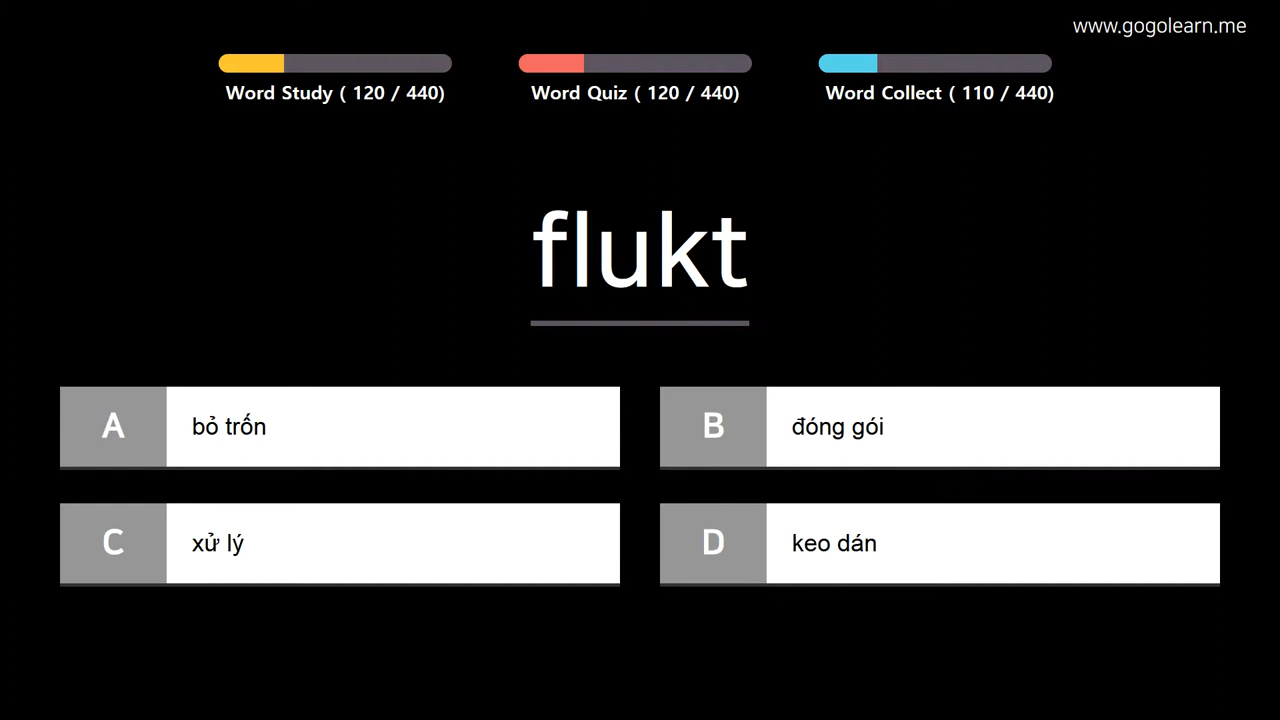 www.gogolearn.me
Word Study ( 120 / 440)
Word Quiz ( 120 / 440)
Word Collect ( 110 / 440)
flukt
A bỏ trốn
B đóng gói
C xử lý
D keo dán